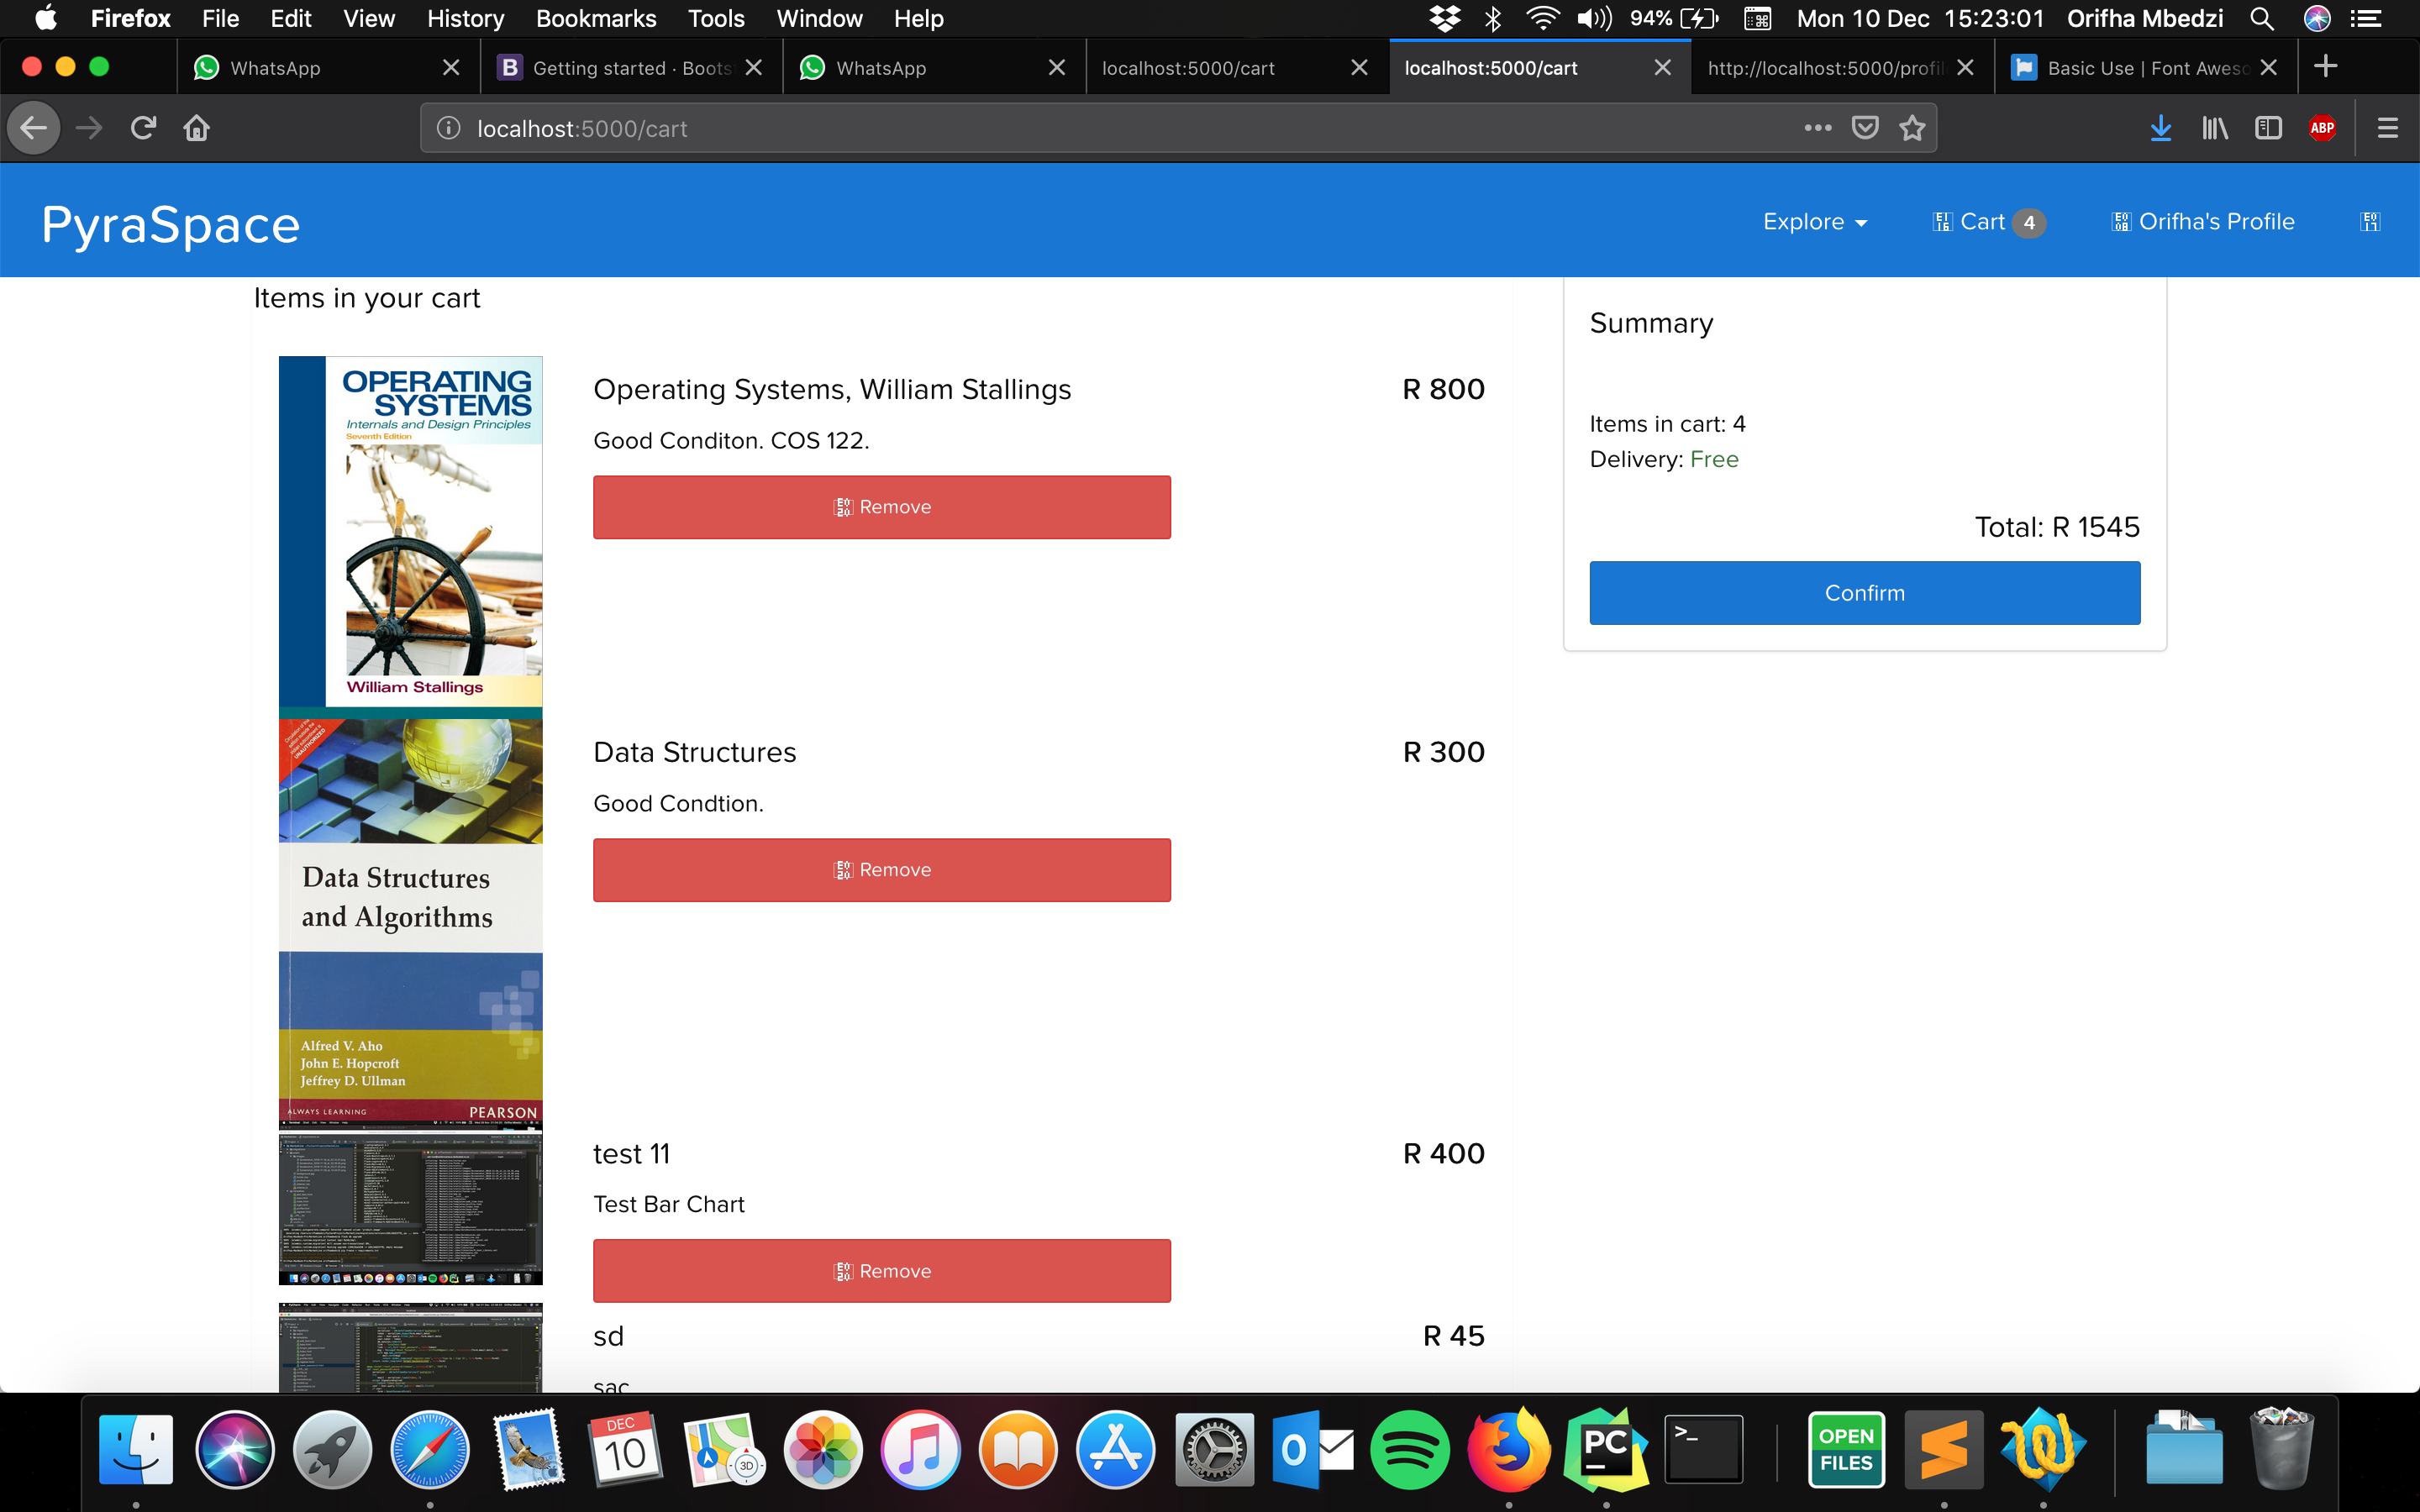 Firefox File Edit View History Bookmarks Tools Window Help 94% Mon 10 Dec 15:23:01 Orifha Mbedzi
WhatsApp
B Getting started · Boots
WhatsApp
localhost:5000/cart
localhost:5000/cart
http://localhost:5000/profil
Basic Use | Font Aweso
localhost:5000/cart
ABP
PyraSpace
Explore
Cart 4
Orifha's Profile
Items in your cart
OPERATING
SYSTEMS
Internals and Design Principles
Seventh Edition
William Stallings
Operating Systems, William Stallings
R 800
Good Conditon. COS 122.
Remove
Data Structures
and Algorithms
Alfred V. Aho
John E. Hopcroft
Jeffrey D. Ullman
ALWAYS LEARNING
PEARSON
Data Structures
R 300
Good Condtion.
Remove
test 11
R 400
Test Bar Chart
Remove
sd
R 45
sac
Summary
Items in cart: 4
Delivery: Free
Total: R 1545
Confirm
DEC
10
3D
O
PC
>_
OPEN
FILES